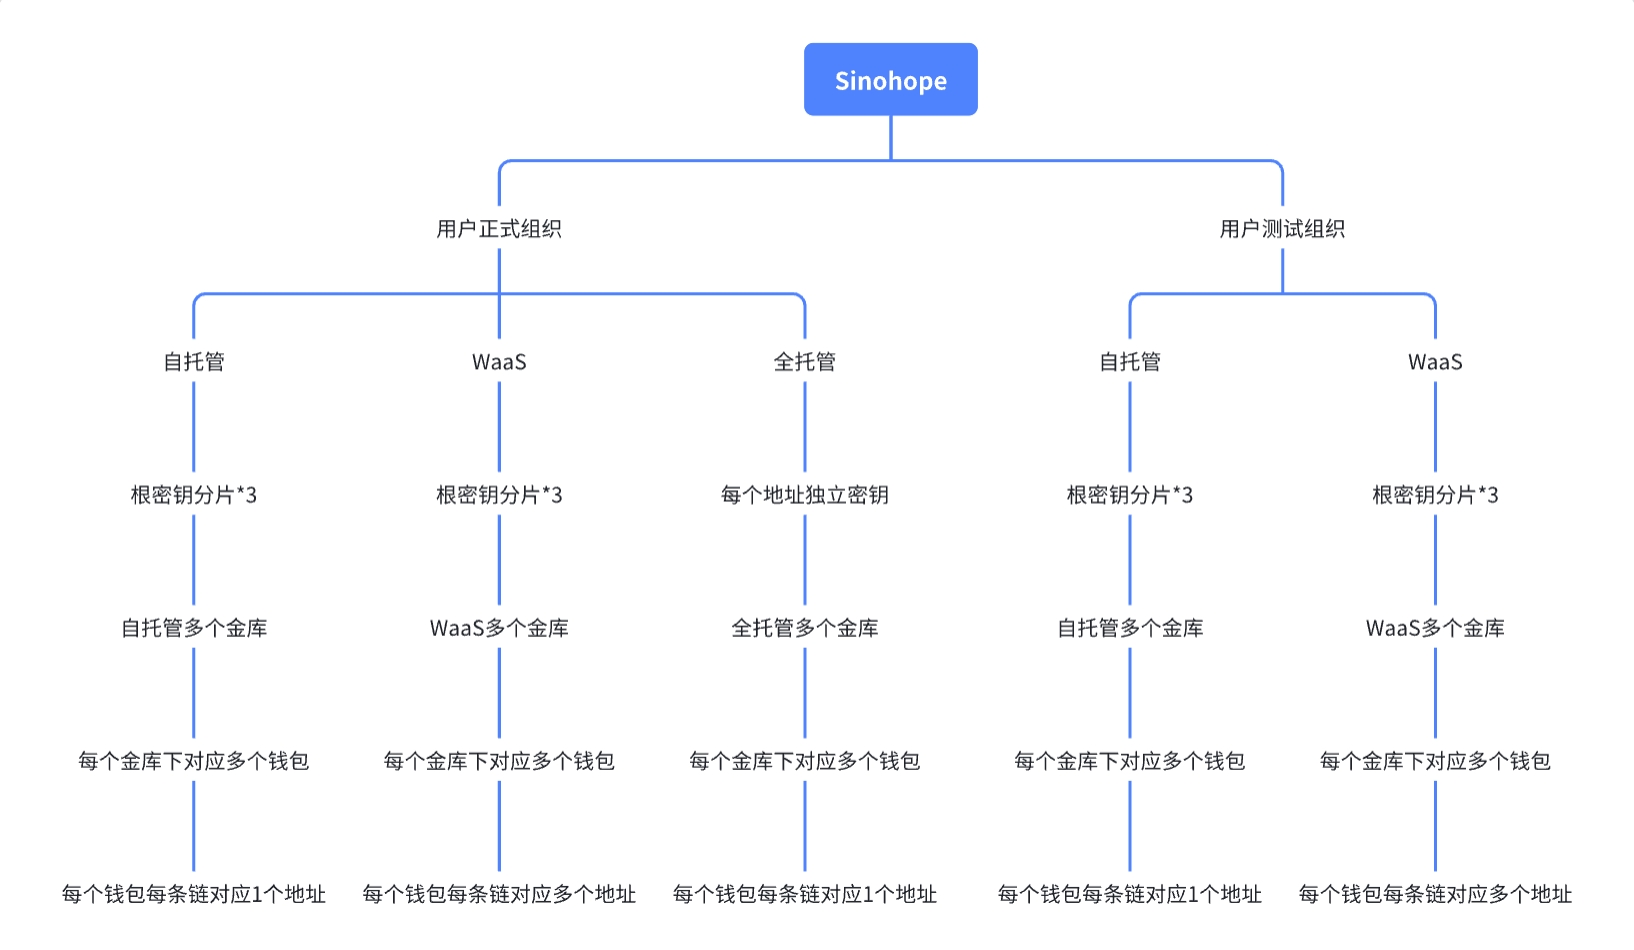 Sinohope
用户正式组织
用户测试组织
自托管
WaaS
全托管
自托管
WaaS
根密钥分片*3
根密钥分片*3
每个地址独立密钥
根密钥分片*3
根密钥分片*3
自托管多个金库
WaaS多个金库
全托管多个金库
自托管多个金库
WaaS多个金库
每个金库下对应多个钱包
每个金库下对应多个钱包
每个金库下对应多个钱包
每个金库下对应多个钱包
每个金库下对应多个钱包
每个钱包每条链对应1个地址
每个钱包每条链对应多个地址
每个钱包每条链对应1个地址
每个钱包每条链对应1个地址
每个钱包每条链对应多个地址